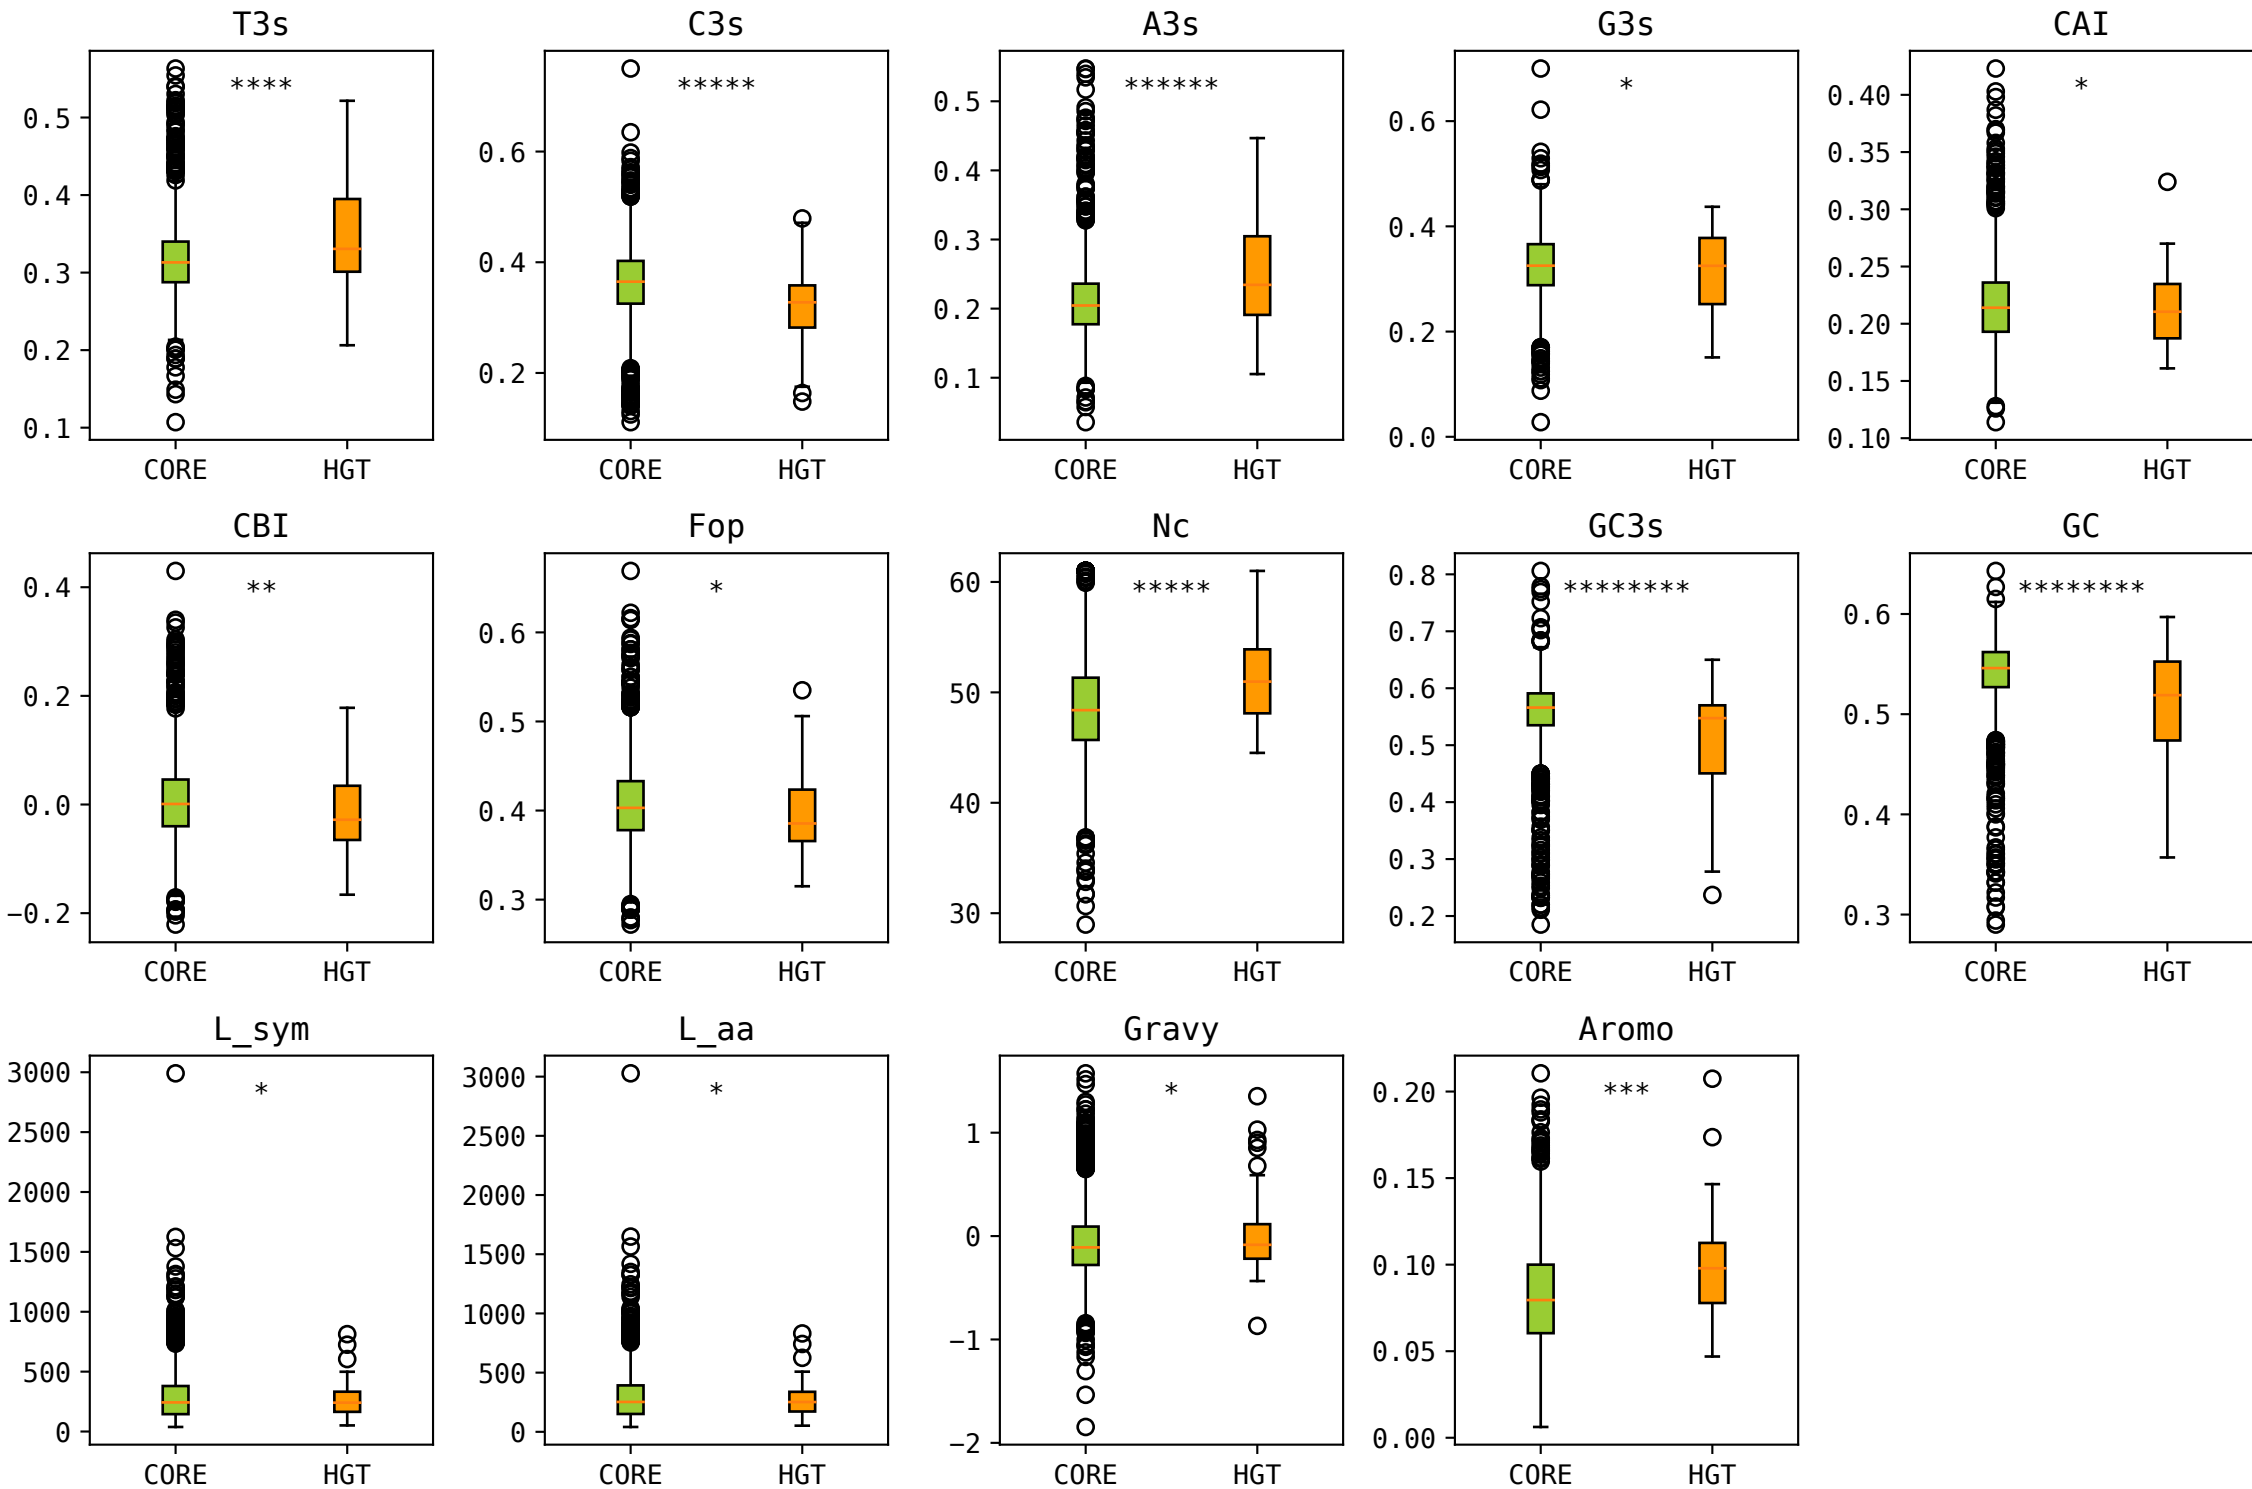 T3s
C3s
A3s
G3s
CAI
****
*****
******
*
*
0.5
0.4
0.3
0.2
0.1
CORE
HGT
0.6
0.4
0.2
CORE
HGT
0.5
0.4
0.3
0.2
0.1
CORE
HGT
0.6
0.4
0.2
0.0
CORE
HGT
0.40
0.35
0.30
0.25
0.20
0.15
0.10
CORE
HGT
CBI
Fop
Nc
GC3s
GC
**
*
*****
********
********
0.4
0.2
0.0
−0.2
CORE
HGT
0.6
0.5
0.4
0.3
CORE
HGT
60
50
40
30
CORE
HGT
0.8
0.7
0.6
0.5
0.4
0.3
0.2
CORE
HGT
0.6
0.5
0.4
0.3
CORE
HGT
L_sym
L_aa
Gravy
Aromo
*
*
*
***
3000
2500
2000
1500
1000
500
0
CORE
HGT
3000
2500
2000
1500
1000
500
0
CORE
HGT
1
0
−1
−2
CORE
HGT
0.20
0.15
0.10
0.05
0.00
CORE
HGT